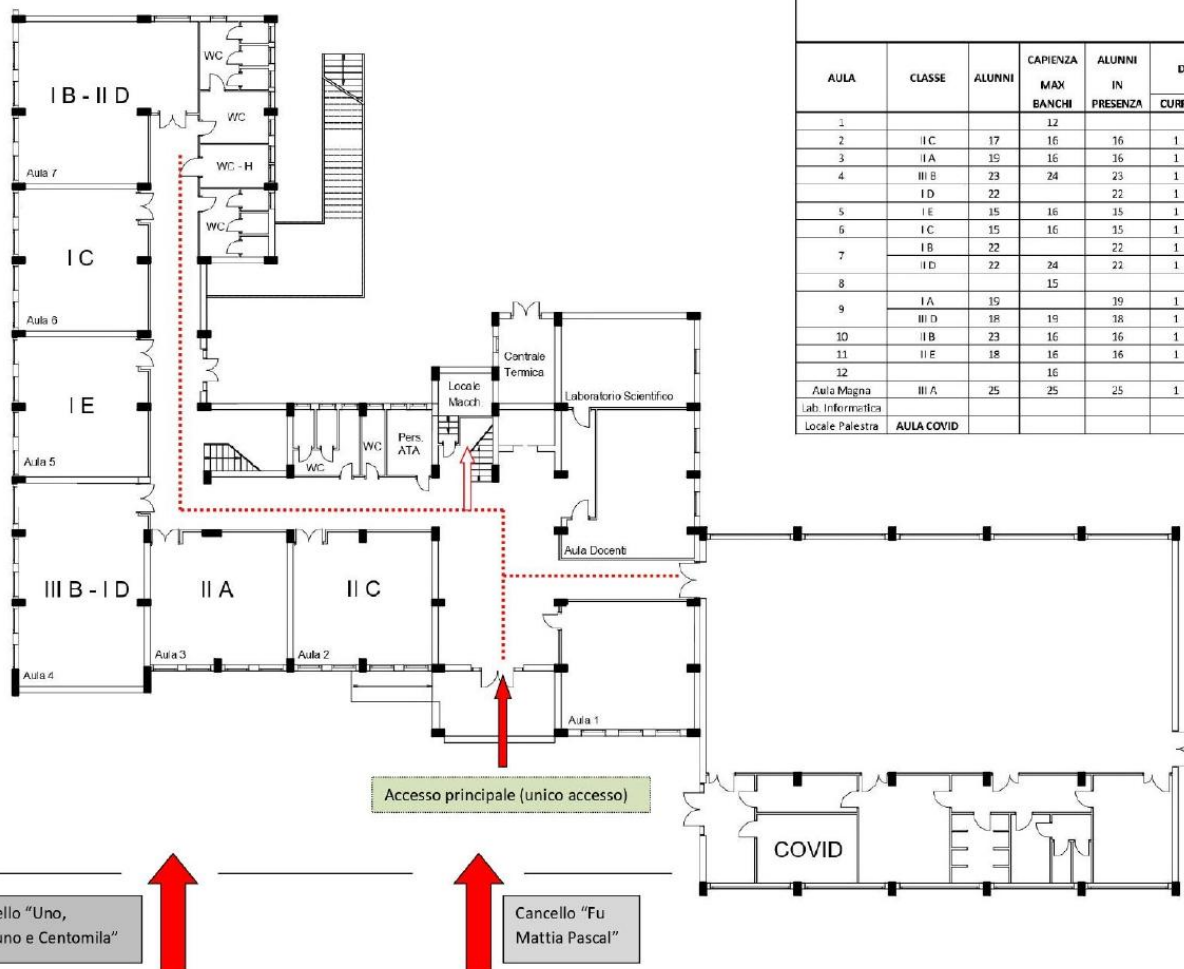 I B - II D
Aula 7
WC
WC
WC - H
WC
I C
Aula 6
I E
Aula 5
III B - I D
Aula 4
II A
Aula 3
II C
Aula 2
WC
WC
Pers.
ATA
Locale
Macch.
Centrale
Termica
Laboratorio Scientifico
Aula Docenti
Aula 1
COVID
Accesso principale (unico accesso)
Cancello "Fu
Mattia Pascal"
ello "Uno,
uno e Centomila"
AULA CLASSE ALUNNI CAPIENZA MAX BANCHI ALUNNI IN PRESENZA D
CURR
1 12
2 II C 17 16 16 1
3 II A 19 16 16 1
4 III B 23 24 23 1
I D 22 22 1
5 I E 15 16 15 1
6 I C 15 16 15 1
7 I B 22 22 1
II D 22 24 22 1
8 15
9 I A 19 19 1
III D 18 19 18 1
10 II B 23 16 16 1
11 II E 18 16 16 1
12 16
Aula Magna III A 25 25 25 1
Lab. Informatica
Locale Palestra AULA COVID